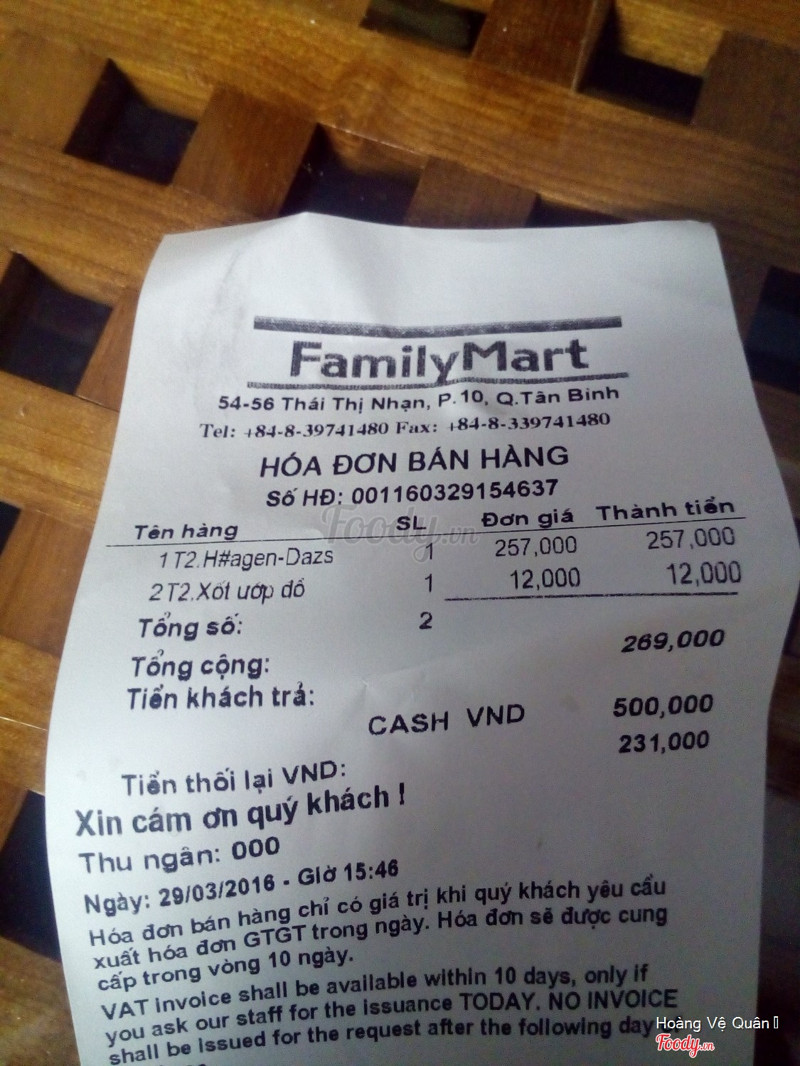 FamilyMart
54-56 Thái Thị Nhạn, P.10, Q.Tân Bình
Tel: +84-8-39741480 Fax: +84-8-339741480
HÓA ĐƠN BÁN HÀNG
Số HĐ: 001160329154637
Tên hàng SL Đơn giá Thành tiền
1 T2.H#agen-Dazs 1 257,000 257,000
2 T2.Xốt ướp đồ 1 12,000 12,000
Tổng số: 2
Tổng cộng: 269,000
Tiền khách trả:
CASH VND 500,000
Tiền thối lại VND: 231,000
Xin cám ơn quý khách !
Thu ngân: 000
Ngày: 29/03/2016 - Giờ 15:46
Hóa đơn bán hàng chỉ có giá trị khi quý khách yêu cầu
xuất hóa đơn GTGT trong ngày. Hóa đơn sẽ được cung
cấp trong vòng 10 ngày.
VAT invoice shall be available within 10 days, only if
you ask our staff for the issuance TODAY. NO INVOICE
shall be issued for the request after the following day
Foody.vn
Hoàng Vệ Quân
Foody.vn